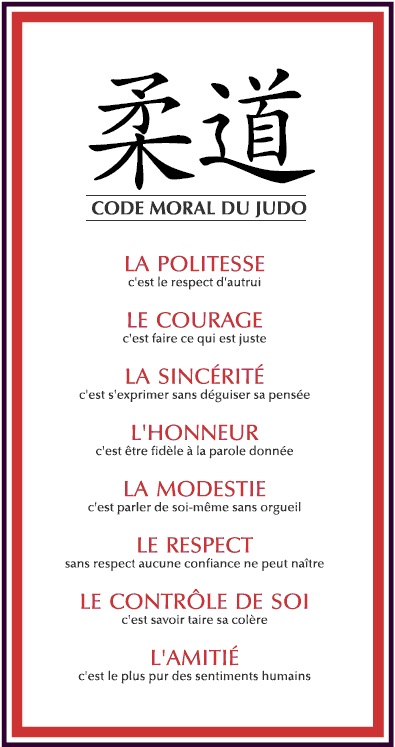 柔道
CODE MORAL DU JUDO
LA POLITESSE
c'est le respect d'autrui
LE COURAGE
c'est faire ce qui est juste
LA SINCÉRITÉ
c'est s'exprimer sans déguiser sa pensée
L'HONNEUR
c'est être fidèle à la parole donnée
LA MODESTIE
c'est parler de soi-même sans orgueil
LE RESPECT
sans respect aucune confiance ne peut naître
LE CONTRÔLE DE SOI
c'est savoir taire sa colère
L'AMITIÉ
c'est le plus pur des sentiments humains